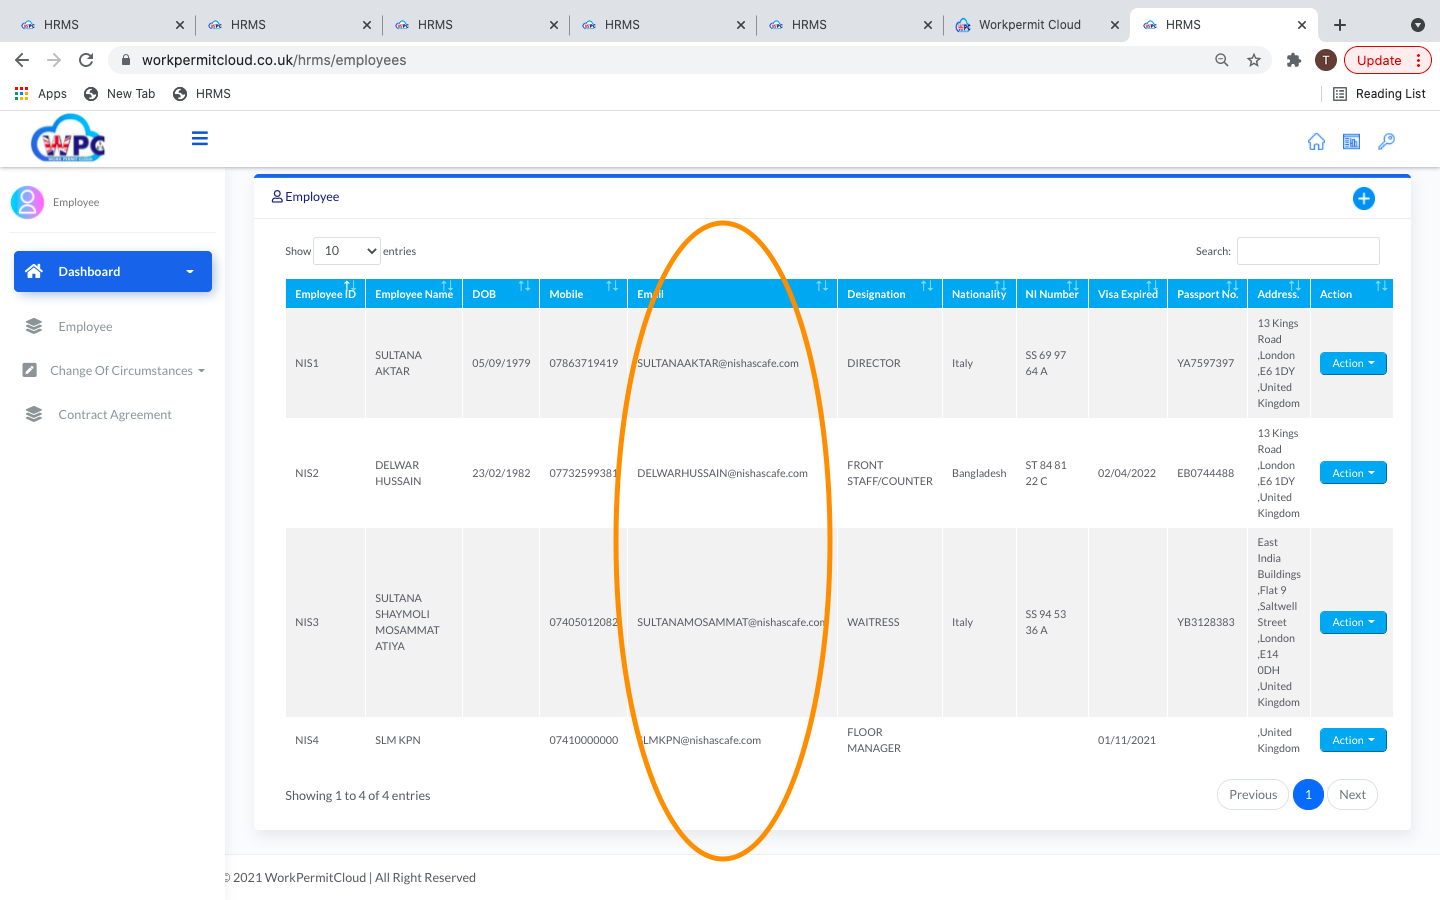 HRMS
HRMS
HRMS
HRMS
HRMS
Workpermit Cloud
HRMS
workpermitcloud.co.uk/hrms/employees
T
Update
Apps
New Tab
HRMS
Reading List
WPC
WORK PERMIT CLOUD
Employee
Dashboard
Employee
Change Of Circumstances
Contract Agreement
Employee
Show 10 entries
Search:
Employee ID Employee Name DOB Mobile Email Designation Nationality NI Number Visa Expired Passport No. Address. Action
NIS1
SULTANA
AKTAR
05/09/1979
07863719419
SULTANAAKTAR@nishascafe.com
DIRECTOR
Italy
SS 69 97
64 A
YA7597397
13 Kings
Road
,London
,E6 1DY
,United
Kingdom
Action
NIS2
DELWAR
HUSSAIN
23/02/1982
07732599381
DELWARHUSSAIN@nishascafe.com
FRONT
STAFF/COUNTER
Bangladesh
ST 84 81
22 C
02/04/2022
EB0744488
13 Kings
Road
,London
,E6 1DY
,United
Kingdom
Action
NIS3
SULTANA
SHAYMOLI
MOSAMMAT
ATIYA
07405012082
SULTANAMOSAMMAT@nishascafe.com
WAITRESS
Italy
SS 94 53
36 A
YB3128383
East
India
Buildings
,Flat 9
,Saltwell
Street
,London
,E14
0DH
,United
Kingdom
Action
NIS4
SLM KPN
07410000000
SLMKPN@nishascafe.com
FLOOR
MANAGER
01/11/2021
,United
Kingdom
Action
Showing 1 to 4 of 4 entries
Previous
1
Next
© 2021 WorkPermitCloud | All Right Reserved